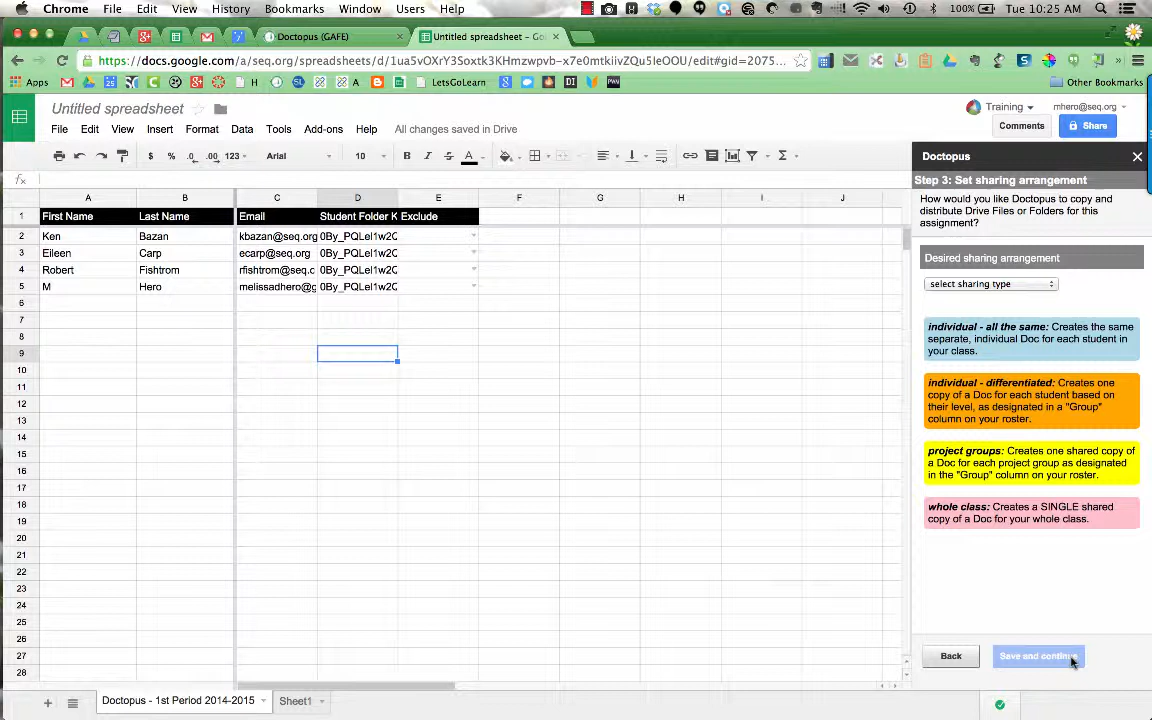 Chrome File Edit View History Bookmarks Window Users Help 100% Tue 10:25 AM
Doctopus (GAFE) Untitled spreadsheet - Go
https://docs.google.com/a/seq.org/spreadsheets/d/
Apps 25 H A A LetsGoLearn DI PWN Other Bookmarks
Untitled spreadsheet
Training mhero@seq.org
File Edit View Insert Format Data Tools Add-ons Help All changes saved in Drive
Comments Share
$ % .0 .00 123 Arial 10 B I S A Σ
fx
Doctopus
Step 3: Set sharing arrangement
How would you like Doctopus to copy and
distribute Drive Files or Folders for this
assignment?
Desired sharing arrangement
select sharing type
individual - all the same: Creates the same
separate, individual Doc for each student in
your class.
individual - differentiated: Creates one
copy of a Doc for each student based on
their level, as designated in a "Group"
column on your roster.
project groups: Creates one shared copy of
a Doc for each project group as designated
in the "Group" column on your roster.
whole class: Creates a SINGLE shared
copy of a Doc for your whole class.
Back Save and continue
A B C D E F G H I J
1 First Name Last Name Email Student Folder K Exclude
2 Ken Bazan kbazan@seq.org 0By_PQLel1w2C
3 Eileen Carp ecarp@seq.org 0By_PQLel1w2C
4 Robert Fishtrom rfishtrom@seq.c 0By_PQLel1w2C
5 M Hero melissadhero@g 0By_PQLel1w2C
6
7
8
9
10
11
12
13
14
15
16
17
18
19
20
21
22
23
24
25
26
27
28
Doctopus - 1st Period 2014-2015 Sheet1